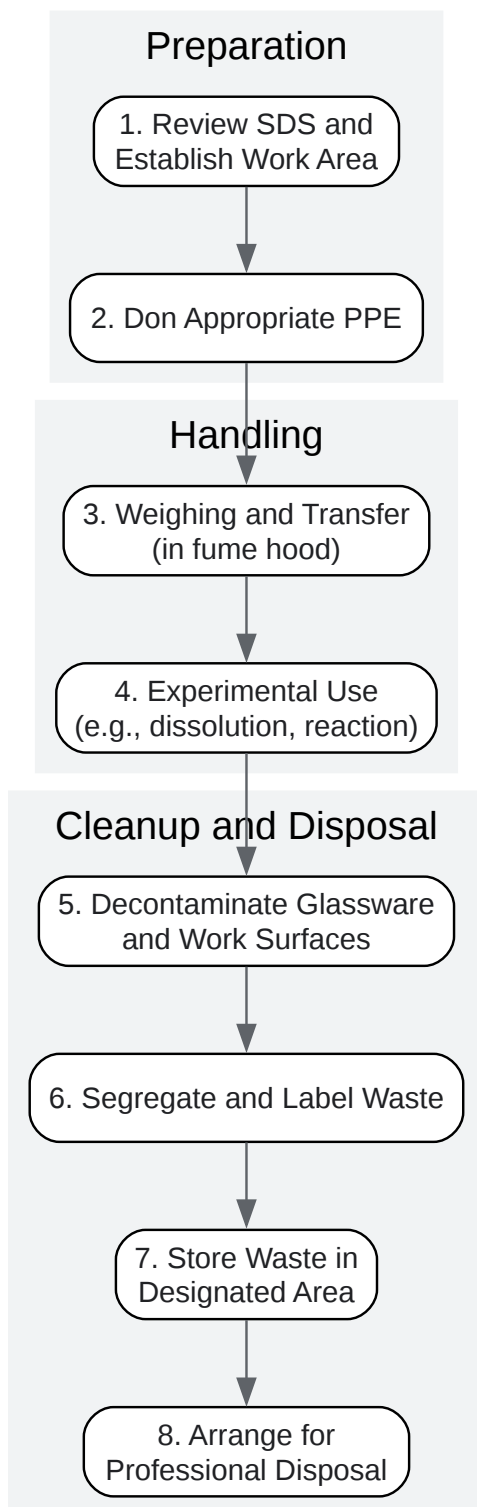 Preparation
1. Review SDS and
Establish Work Area
2. Don Appropriate PPE
Handling
3. Weighing and Transfer
(in fume hood)
4. Experimental Use
(e.g., dissolution, reaction)
Cleanup and Disposal
5. Decontaminate Glassware
and Work Surfaces
6. Segregate and Label Waste
7. Store Waste in
Designated Area
8. Arrange for
Professional Disposal